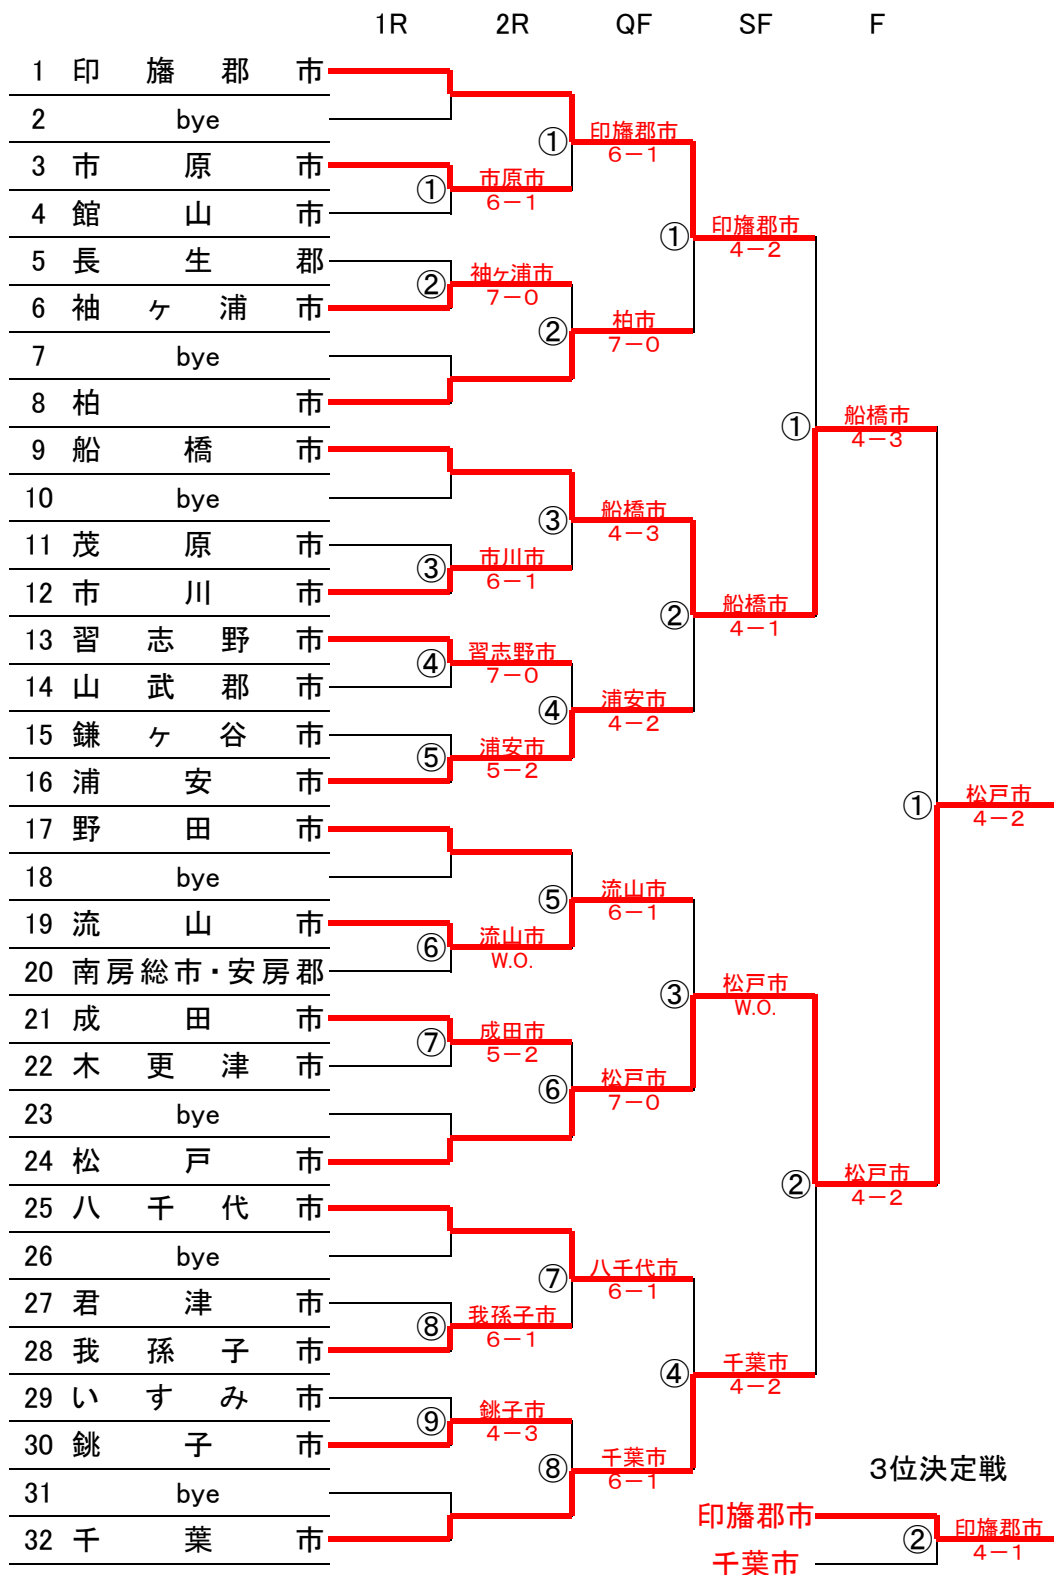 1R 2R QF SF F
1 印旛郡市
2 bye
① 印旛郡市
6－1
3 市原市
① 市原市
6－1
4 館山市
① 印旛郡市
4－2
5 長生郡
② 袖ヶ浦市
7－0
6 袖ヶ浦市
② 柏市
7－0
7 bye
8 柏市
① 船橋市
4－3
9 船橋市
10 bye
③ 船橋市
4－3
11 茂原市
③ 市川市
6－1
12 市川市
② 船橋市
4－1
13 習志野市
④ 習志野市
7－0
14 山武郡市
④ 浦安市
4－2
15 鎌ヶ谷市
⑤ 浦安市
5－2
16 浦安市
① 松戸市
4－2
17 野田市
18 bye
⑤ 流山市
6－1
19 流山市
⑥ 流山市
W.O.
20 南房総市・安房郡
③ 松戸市
W.O.
21 成田市
⑦ 成田市
5－2
22 木更津市
⑥ 松戸市
7－0
23 bye
24 松戸市
② 松戸市
4－2
25 八千代市
26 bye
⑦ 八千代市
6－1
27 君津市
⑧ 我孫子市
6－1
28 我孫子市
④ 千葉市
4－2
29 いすみ市
⑨ 銚子市
4－3
30 銚子市
⑧ 千葉市
6－1
31 bye
32 千葉市
3位決定戦
印旛郡市
② 印旛郡市
4－1
千葉市